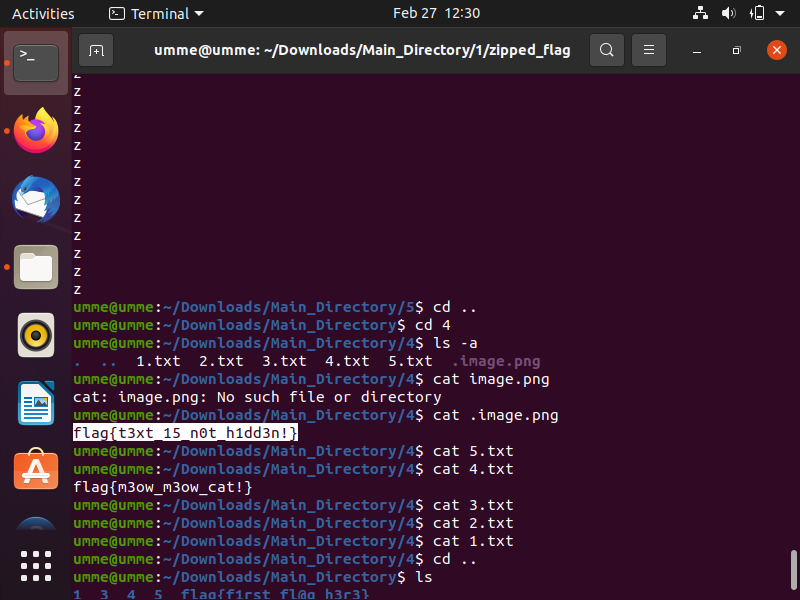 Activities Terminal Feb 27 12:30
umme@umme: ~/Downloads/Main_Directory/1/zipped_flag
z
z
z
z
z
z
z
z
z
z
z
z
z
umme@umme:~/Downloads/Main_Directory/5$ cd ..
umme@umme:~/Downloads/Main_Directory$ cd 4
umme@umme:~/Downloads/Main_Directory/4$ ls -a
. .. 1.txt 2.txt 3.txt 4.txt 5.txt .image.png
umme@umme:~/Downloads/Main_Directory/4$ cat image.png
cat: image.png: No such file or directory
umme@umme:~/Downloads/Main_Directory/4$ cat .image.png
flag{t3xt_15_n0t_h1dd3n!}
umme@umme:~/Downloads/Main_Directory/4$ cat 5.txt
umme@umme:~/Downloads/Main_Directory/4$ cat 4.txt
flag{m3ow_m3ow_cat!}
umme@umme:~/Downloads/Main_Directory/4$ cat 3.txt
umme@umme:~/Downloads/Main_Directory/4$ cat 2.txt
umme@umme:~/Downloads/Main_Directory/4$ cat 1.txt
umme@umme:~/Downloads/Main_Directory/4$ cd ..
umme@umme:~/Downloads/Main_Directory$ ls
1 3 4 5 flag{f1rst_fl@g_h3r3}